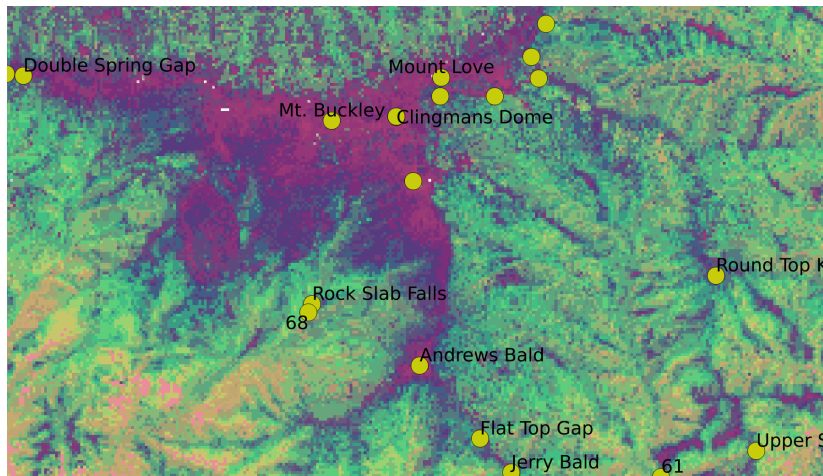 Double Spring Gap
Mount Love
Mt. Buckley
Clingmans Dome
Round Top K
Rock Slab Falls
68
Andrews Bald
Flat Top Gap
Upper S
Jerry Bald
61